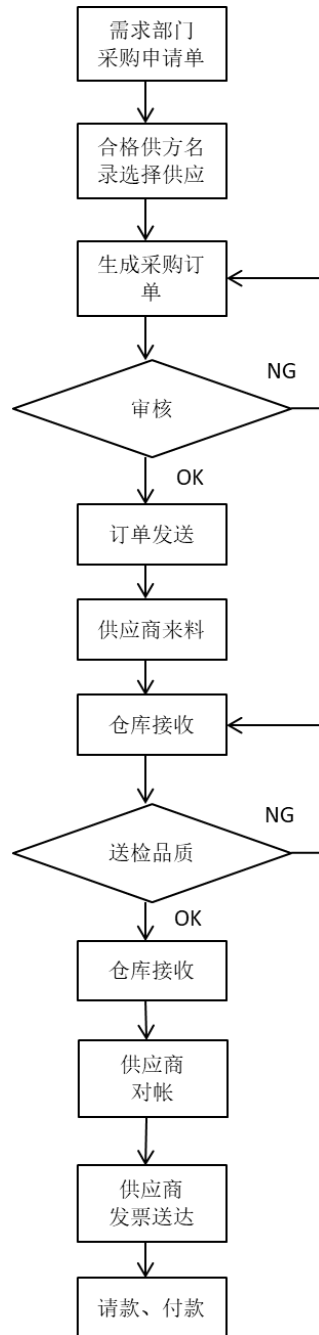 需求部门
采购申请单
合格供方名
录选择供应
生成采购订
单
NG
审核
OK
订单发送
供应商来料
仓库接收
NG
送检品质
OK
仓库接收
供应商
对帐
供应商
发票送达
请款、付款